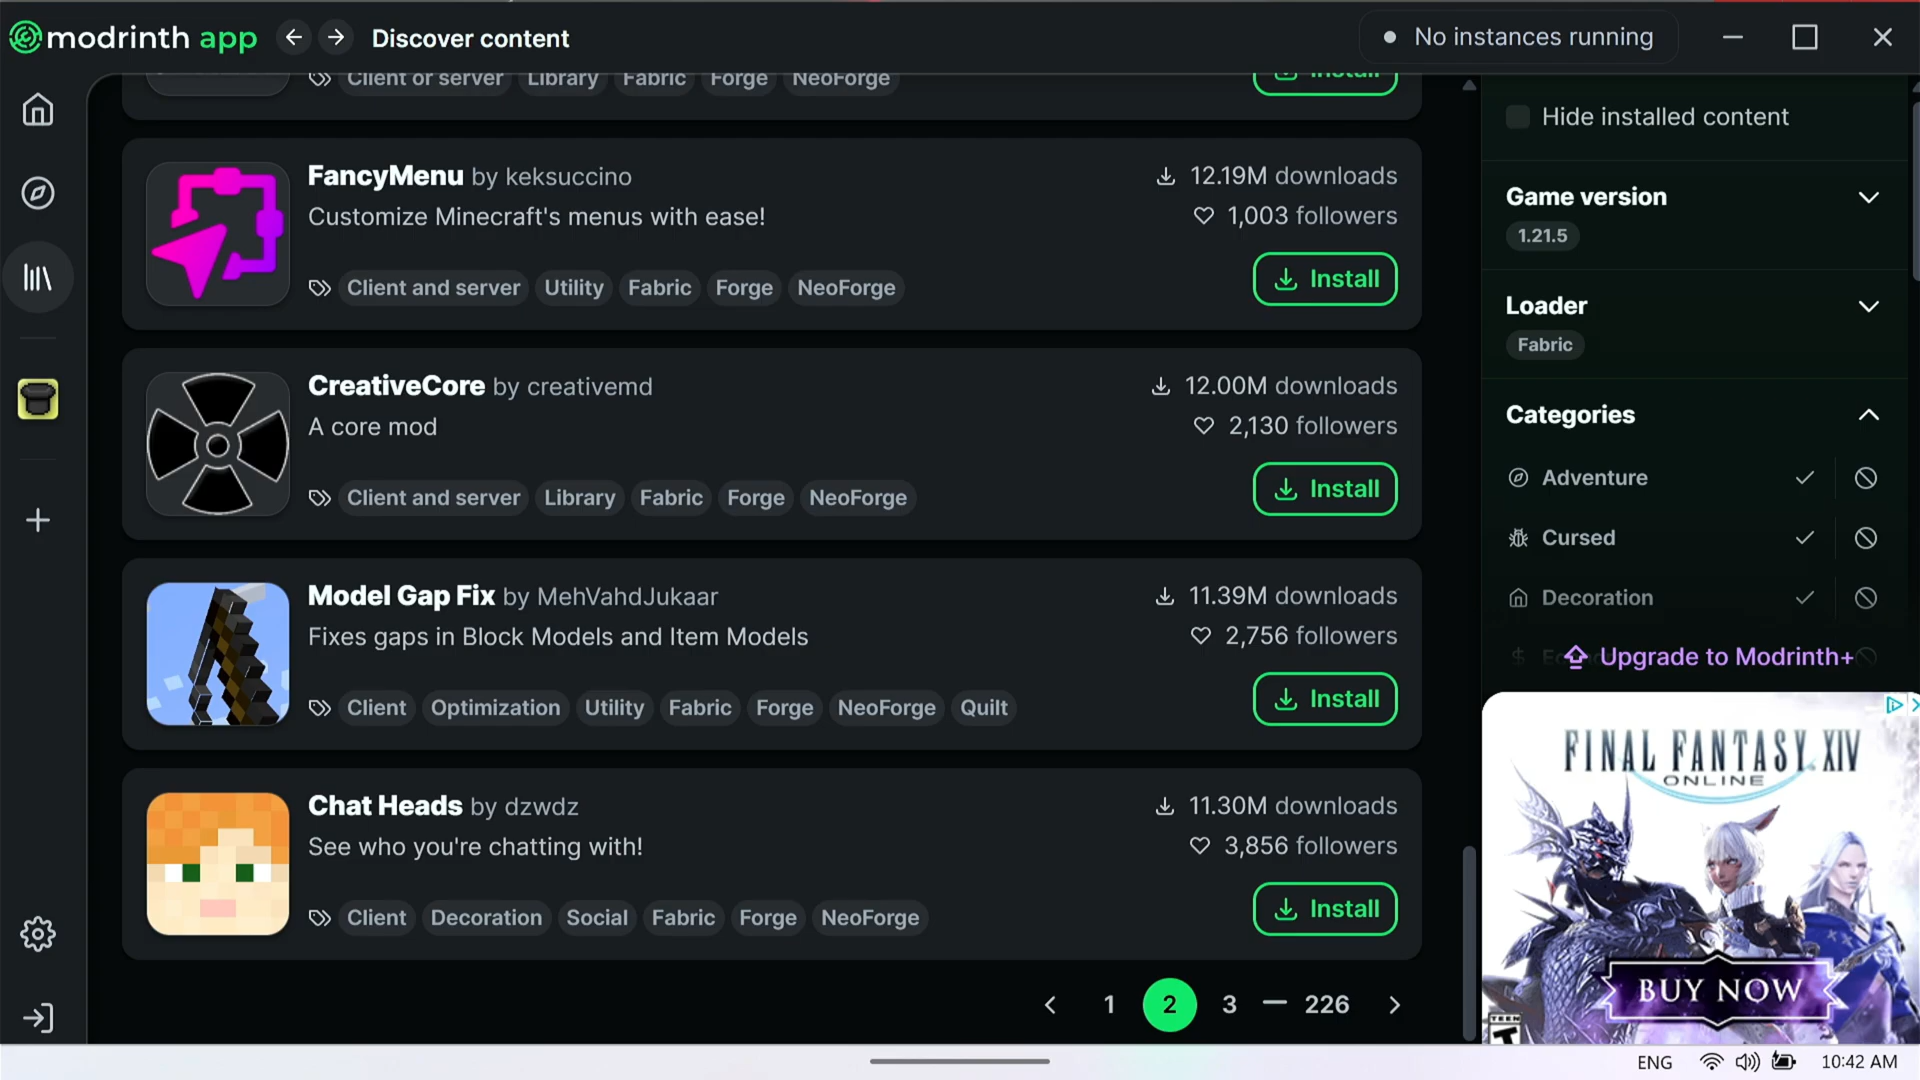 modrinth app
Discover content
No instances running
Client or server Library Fabric Forge NeoForge
Install
FancyMenu by keksuccino
12.19M downloads
Customize Minecraft's menus with ease!
1,003 followers
Client and server Utility Fabric Forge NeoForge
Install
CreativeCore by creativemd
12.00M downloads
A core mod
2,130 followers
Client and server Library Fabric Forge NeoForge
Install
Model Gap Fix by MehVahdJukaar
11.39M downloads
Fixes gaps in Block Models and Item Models
2,756 followers
Client Optimization Utility Fabric Forge NeoForge Quilt
Install
Chat Heads by dzwdz
11.30M downloads
See who you're chatting with!
3,856 followers
Client Decoration Social Fabric Forge NeoForge
Install
1 2 3 — 226
Hide installed content
Game version
1.21.5
Loader
Fabric
Categories
Adventure
Cursed
Decoration
Upgrade to Modrinth+
FINAL FANTASY XIV
ONLINE
BUY NOW
TEEN
T
ENG
10:42 AM